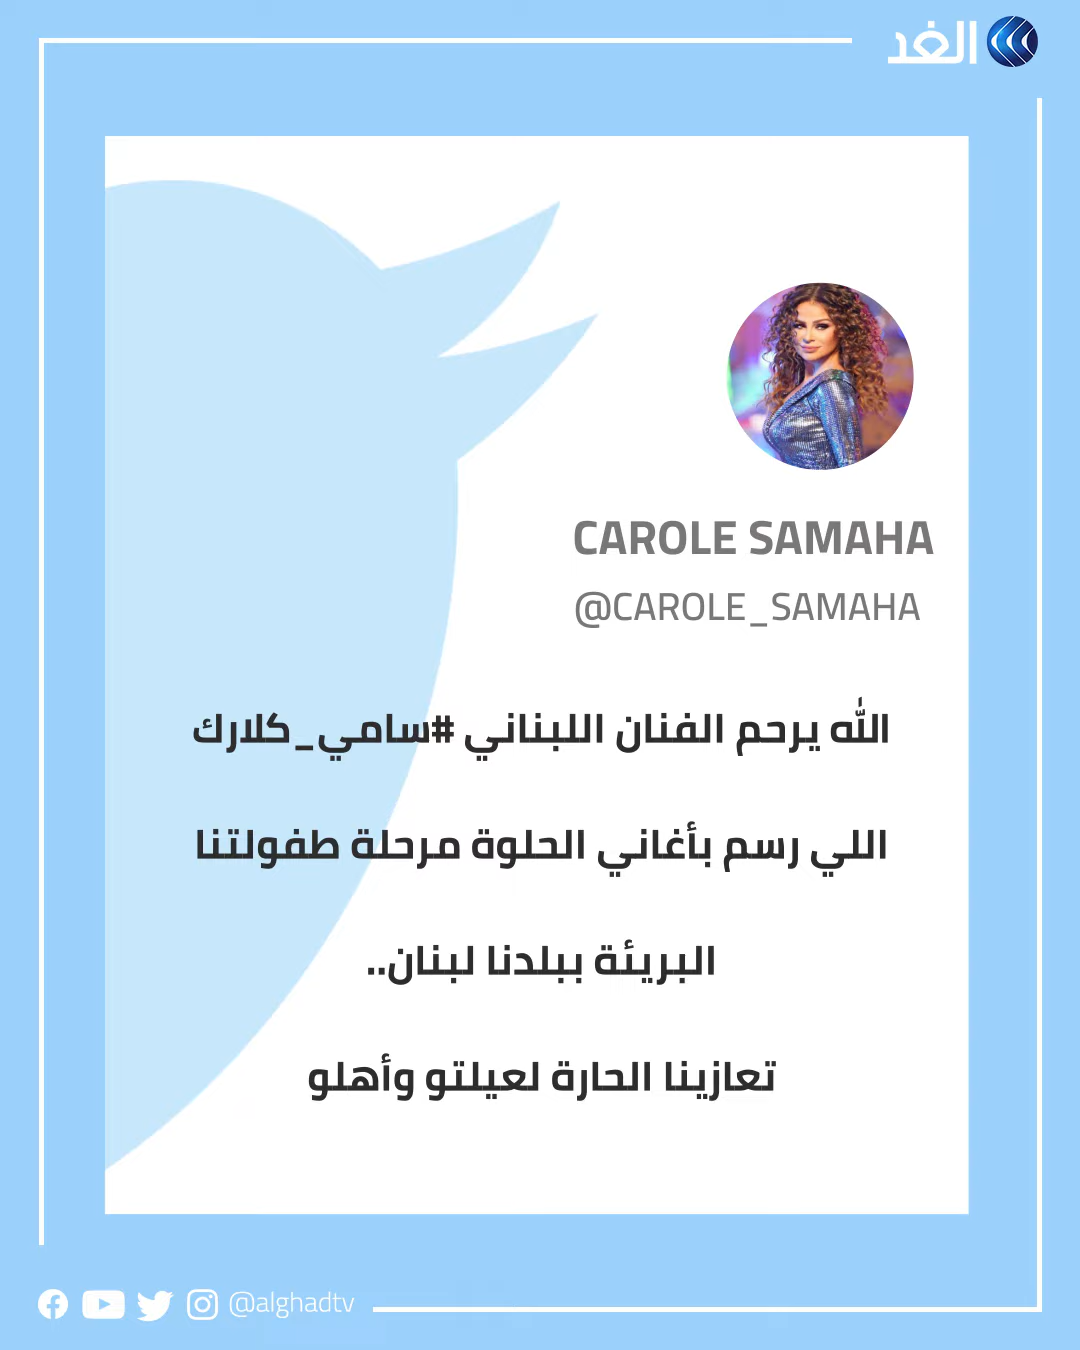 الغد
CAROLE SAMAHA
@CAROLE_SAMAHA
الله يرحم الفنان اللبناني #سامي_كلارك
اللي رسم بأغاني الحلوة مرحلة طفولتنا
البريئة ببلدنا لبنان..
تعازينا الحارة لعيلتو وأهلو
@alghadtv